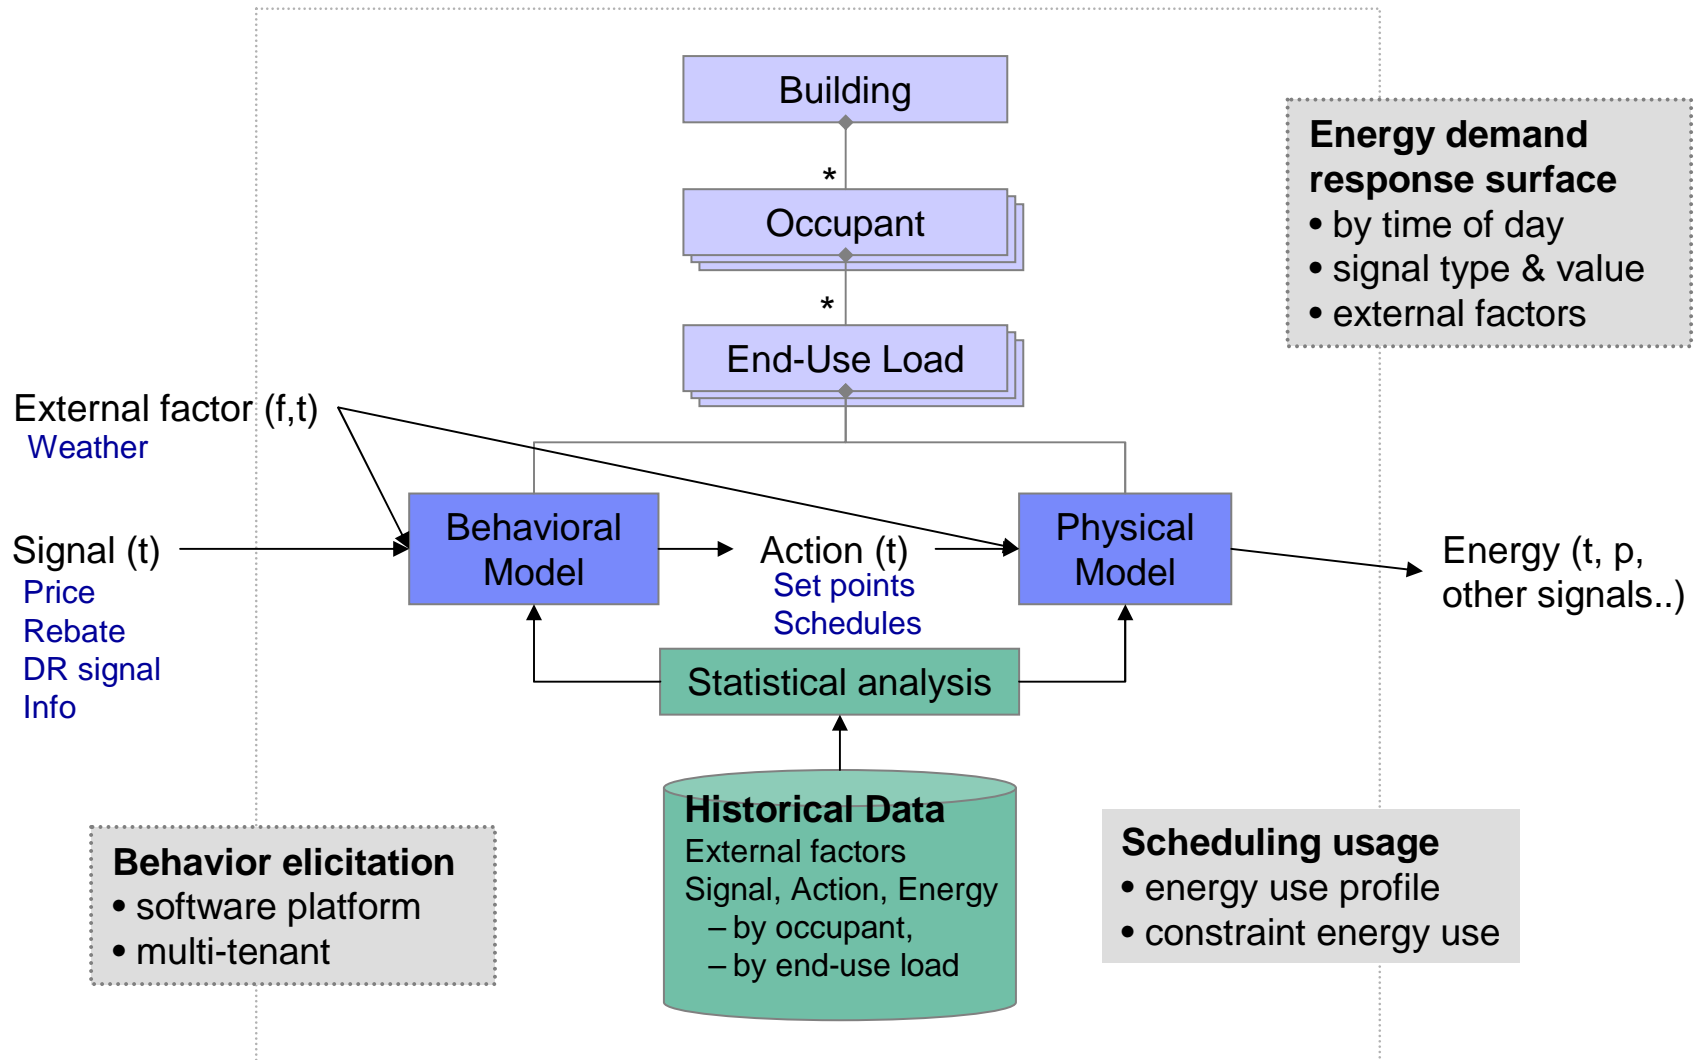 Building
*
Occupant
*
End-Use Load
Energy demand
response surface
• by time of day
• signal type & value
• external factors
External factor (f,t)
Weather
Signal (t)
Price
Rebate
DR signal
Info
Behavioral
Model
Action (t)
Set points
Schedules
Physical
Model
Energy (t, p,
other signals..)
Statistical analysis
Historical Data
External factors
Signal, Action, Energy
– by occupant,
– by end-use load
Behavior elicitation
• software platform
• multi-tenant
Scheduling usage
• energy use profile
• constraint energy use